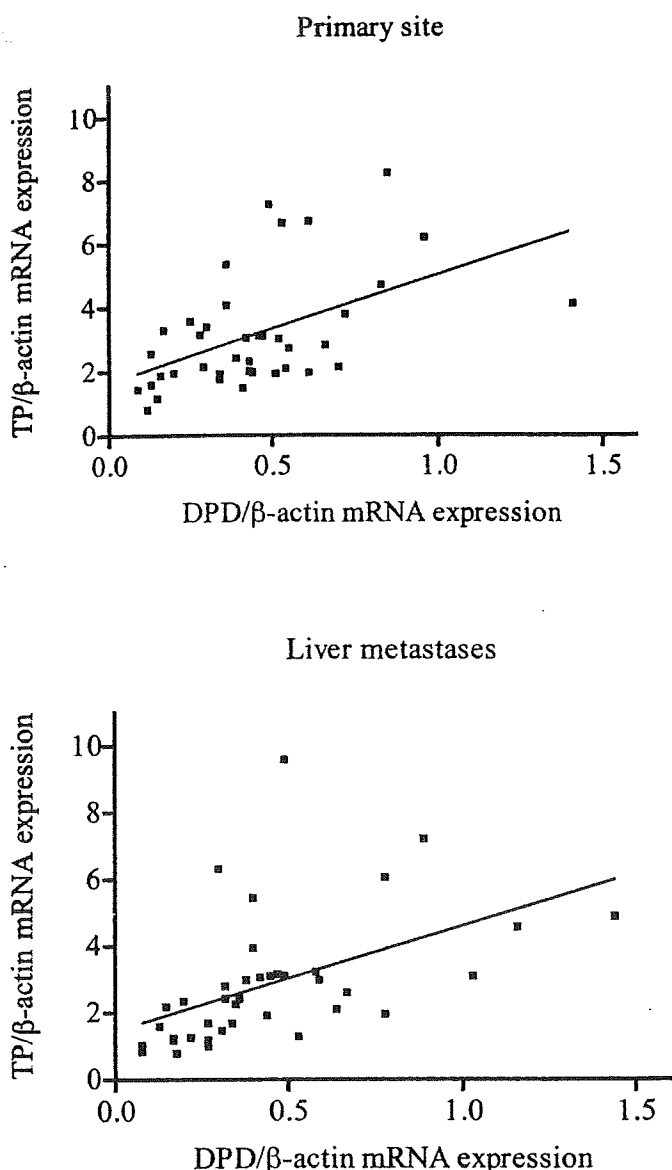 Primary site
TP/β-actin mRNA expression
10
8
6
4
2
0
0.0 0.5 1.0 1.5
DPD/β-actin mRNA expression
Liver metastases
TP/β-actin mRNA expression
10
8
6
4
2
0
0.0 0.5 1.0 1.5
DPD/β-actin mRNA expression